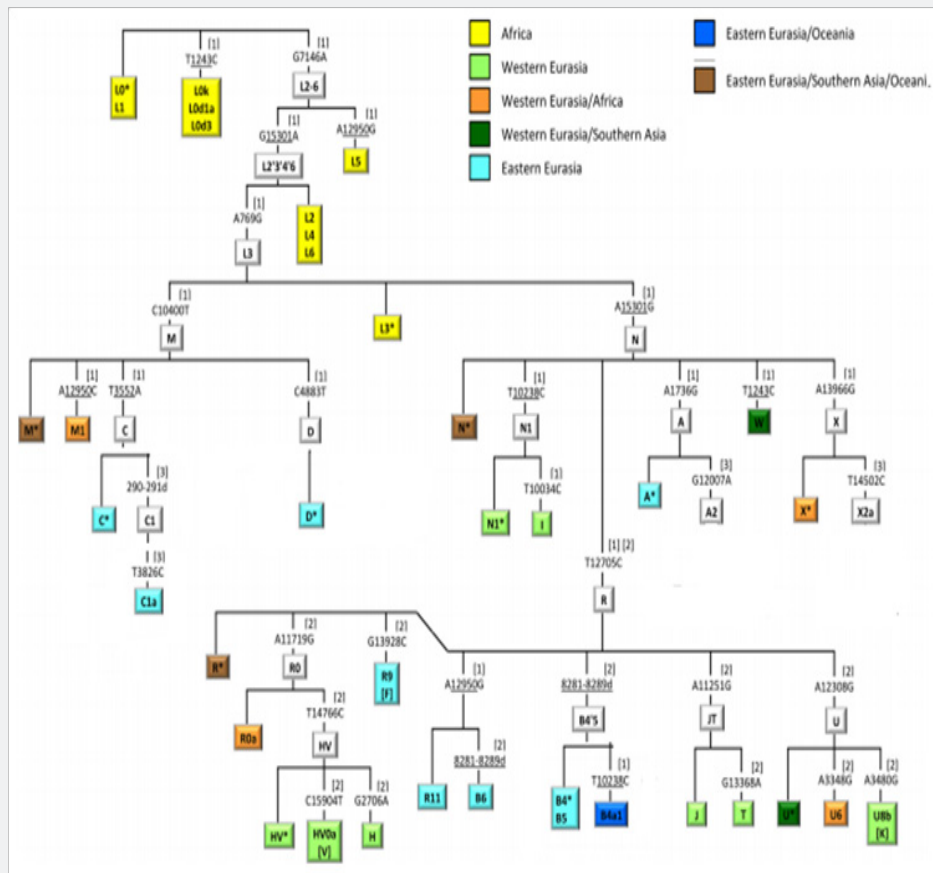 Africa
Western Eurasia
Western Eurasia/Africa
Western Eurasia/Southern Asia
Eastern Eurasia
Eastern Eurasia/Oceania
Eastern Eurasia/Southern Asia/Oceani.
[1]
T1243C
[1]
G7146A
L0*
L1
L0k
L0d1a
L0d3
L2-6
[1]
G15301A
[1]
A12950G
L2'3'4'6
L5
[1]
A769G
L2
L4
L6
L3
[1]
C10400T
[1]
A15301G
M
L3*
N
[1]
A12950C
[1]
T3552A
[1]
C4883T
[1]
T10238C
[1]
A1736G
[1]
T1243C
[1]
A13966G
M*
M1
C
D
N*
N1
A
W
X
[3]
290-291d
[1]
T10034C
[3]
G12007A
[3]
T14502C
C*
C1
D*
N1*
I
A*
A2
X*
X2a
[3]
T3826C
[1] [2]
T12705C
C1a
R
[2]
A11719G
[2]
G13928C
R*
R0
R9
[F]
[1]
A12950G
[2]
8281-8289d
[2]
A11251G
[2]
A12308G
[2]
T14766C
B4'5
JT
U
R0a
HV
[2]
8281-8289d
[1]
T10238C
[2]
G13368A
[2]
A3348G
[2]
A3480G
[2]
C15904T
[2]
G2706A
R11
B6
B4*
B5
B4a1
J
T
U*
U6
U8b
[K]
HV*
HV0a
[V]
H